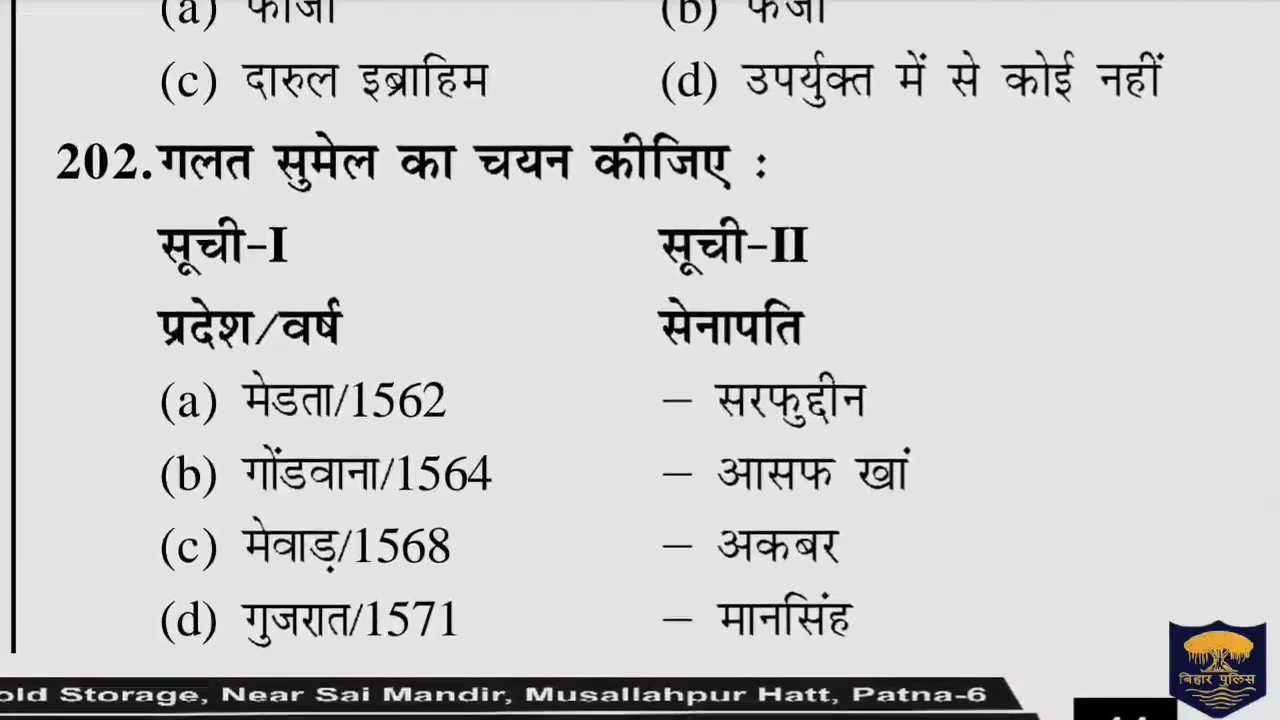 (a) फौजी (b) फैजी
(c) दारुल इब्राहिम (d) उपर्युक्त में से कोई नहीं
202. गलत सुमेल का चयन कीजिए :
सूची-I सूची-II
प्रदेश/वर्ष सेनापति
(a) मेडता/1562 – सरफुद्दीन
(b) गोंडवाना/1564 – आसफ खां
(c) मेवाड़/1568 – अकबर
(d) गुजरात/1571 – मानसिंह
बिहार पुलिस
old Storage, Near Sai Mandir, Musallahpur Hatt, Patna-6